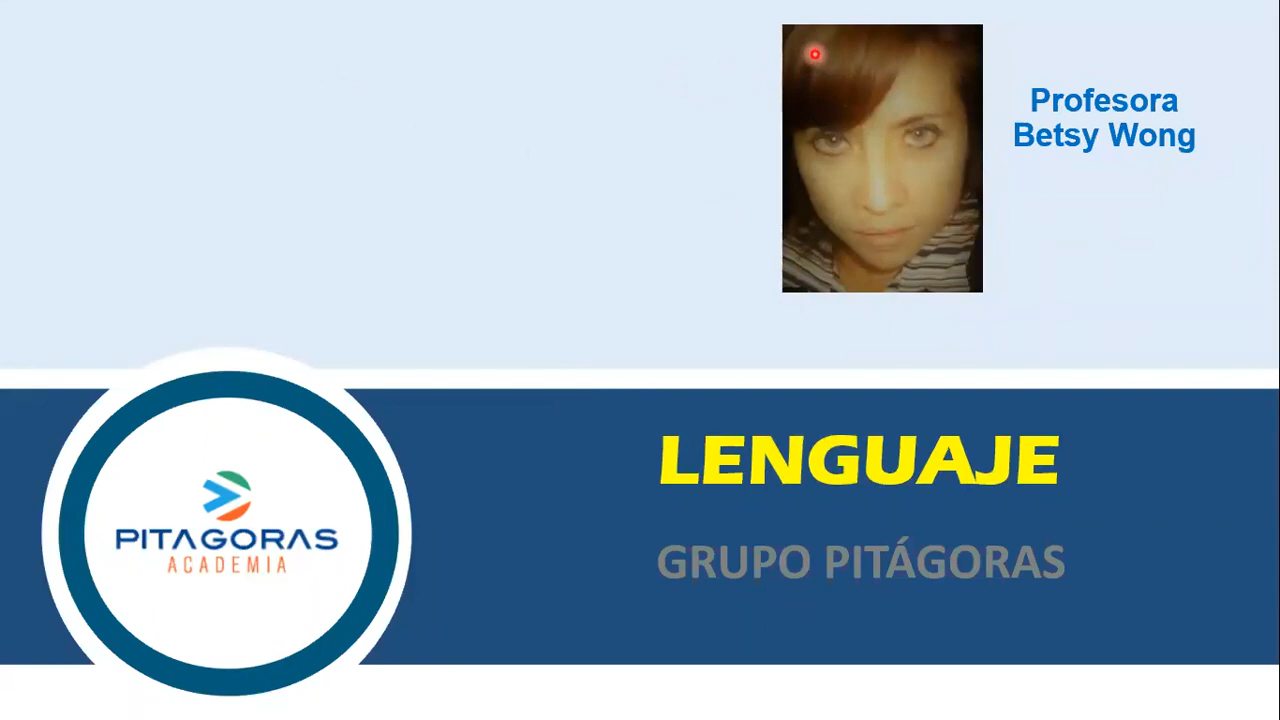 Profesora
Betsy Wong
LENGUAJE
GRUPO PITÁGORAS
PITAGORAS
ACADEMIA